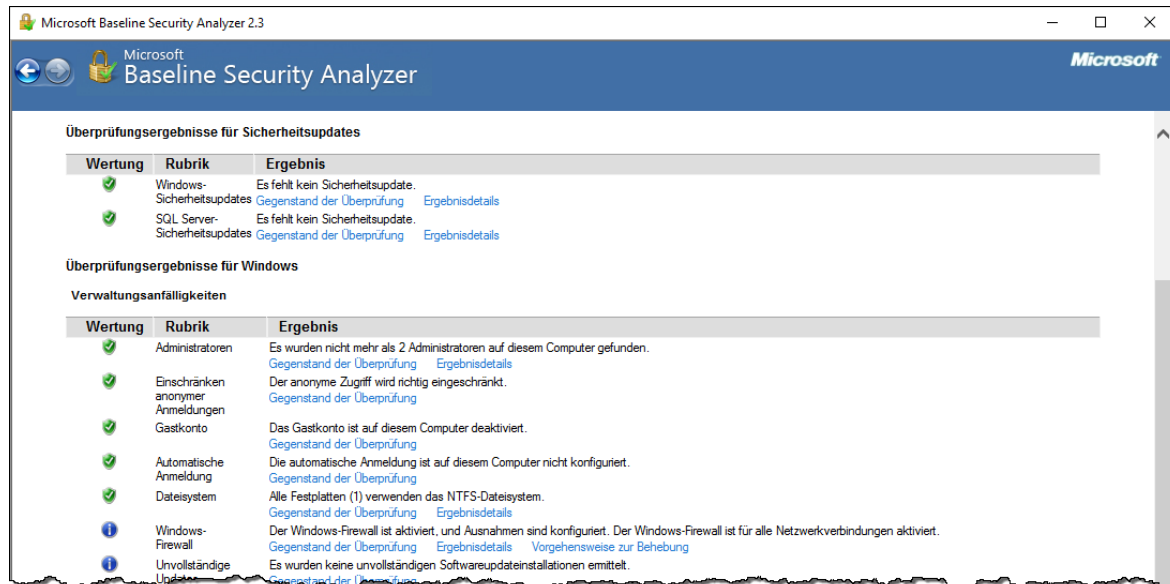 Microsoft Baseline Security Analyzer 2.3
Microsoft
Baseline Security Analyzer
Microsoft
Überprüfungsergebnisse für Sicherheitsupdates
Wertung Rubrik Ergebnis
Windows- Es fehlt kein Sicherheitsupdate.
Sicherheitsupdates Gegenstand der Überprüfung Ergebnisdetails
SQL Server- Es fehlt kein Sicherheitsupdate.
Sicherheitsupdates Gegenstand der Überprüfung Ergebnisdetails
Überprüfungsergebnisse für Windows
Verwaltungsanfälligkeiten
Wertung Rubrik Ergebnis
Administratoren Es wurden nicht mehr als 2 Administratoren auf diesem Computer gefunden.
Gegenstand der Überprüfung Ergebnisdetails
Einschränken Der anonyme Zugriff wird richtig eingeschränkt.
anonymer Gegenstand der Überprüfung
Anmeldungen
Gastkonto Das Gastkonto ist auf diesem Computer deaktiviert.
Gegenstand der Überprüfung
Automatische Die automatische Anmeldung ist auf diesem Computer nicht konfiguriert.
Anmeldung Gegenstand der Überprüfung
Dateisystem Alle Festplatten (1) verwenden das NTFS-Dateisystem.
Gegenstand der Überprüfung Ergebnisdetails
Windows- Der Windows-Firewall ist aktiviert, und Ausnahmen sind konfiguriert. Der Windows-Firewall ist für alle Netzwerkverbindungen aktiviert.
Firewall Gegenstand der Überprüfung Ergebnisdetails Vorgehensweise zur Behebung
Unvollständige Es wurden keine unvollständigen Softwareupdateinstallationen ermittelt.
Updates Gegenstand der Überprüfung